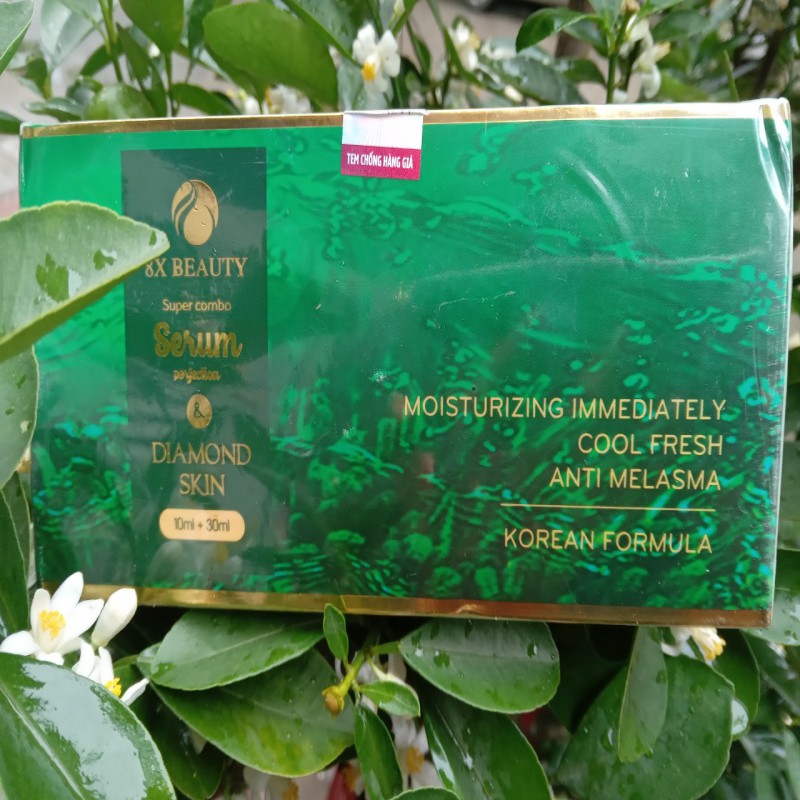 TEM CHỐNG HÀNG GIẢ
8X BEAUTY
Super combo
Serum
perfection
&
DIAMOND
SKIN
10ml + 30ml
MOISTURIZING IMMEDIATELY
COOL FRESH
ANTI MELASMA
KOREAN FORMULA